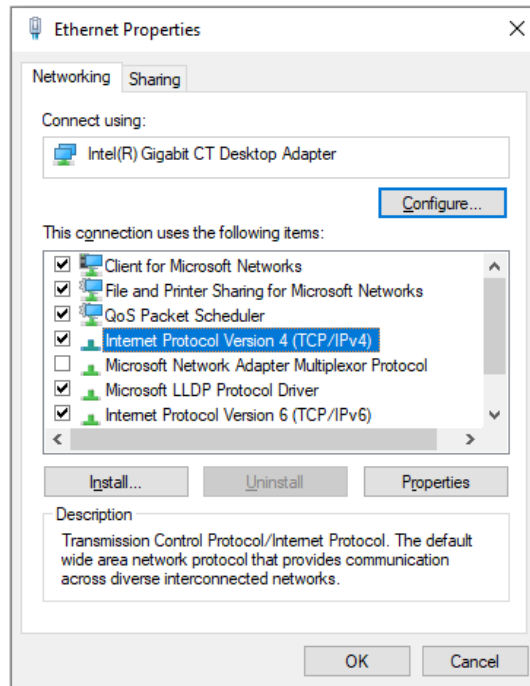 Ethernet Properties
Networking
Sharing
Connect using:
Intel(R) Gigabit CT Desktop Adapter
Configure...
This connection uses the following items:
Client for Microsoft Networks
File and Printer Sharing for Microsoft Networks
QoS Packet Scheduler
Internet Protocol Version 4 (TCP/IPv4)
Microsoft Network Adapter Multiplexor Protocol
Microsoft LLDP Protocol Driver
Internet Protocol Version 6 (TCP/IPv6)
Install...
Uninstall
Properties
Description
Transmission Control Protocol/Internet Protocol. The default
wide area network protocol that provides communication
across diverse interconnected networks.
OK
Cancel